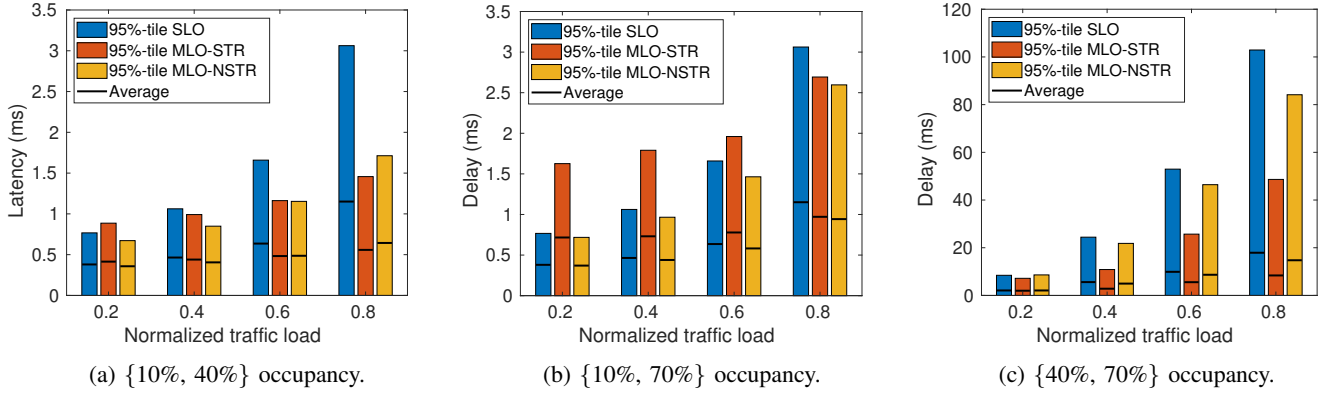 3.5
3
2.5
2
1.5
1
0.5
0
Latency (ms)
95%-tile SLO
95%-tile MLO-STR
95%-tile MLO-NSTR
Average
0.2 0.4 0.6 0.8
Normalized traffic load
(a) {10%, 40%} occupancy.
3.5
3
2.5
2
1.5
1
0.5
0
Delay (ms)
95%-tile SLO
95%-tile MLO-STR
95%-tile MLO-NSTR
Average
0.2 0.4 0.6 0.8
Normalized traffic load
(b) {10%, 70%} occupancy.
120
100
80
60
40
20
0
Delay (ms)
95%-tile SLO
95%-tile MLO-STR
95%-tile MLO-NSTR
Average
0.2 0.4 0.6 0.8
Normalized traffic load
(c) {40%, 70%} occupancy.